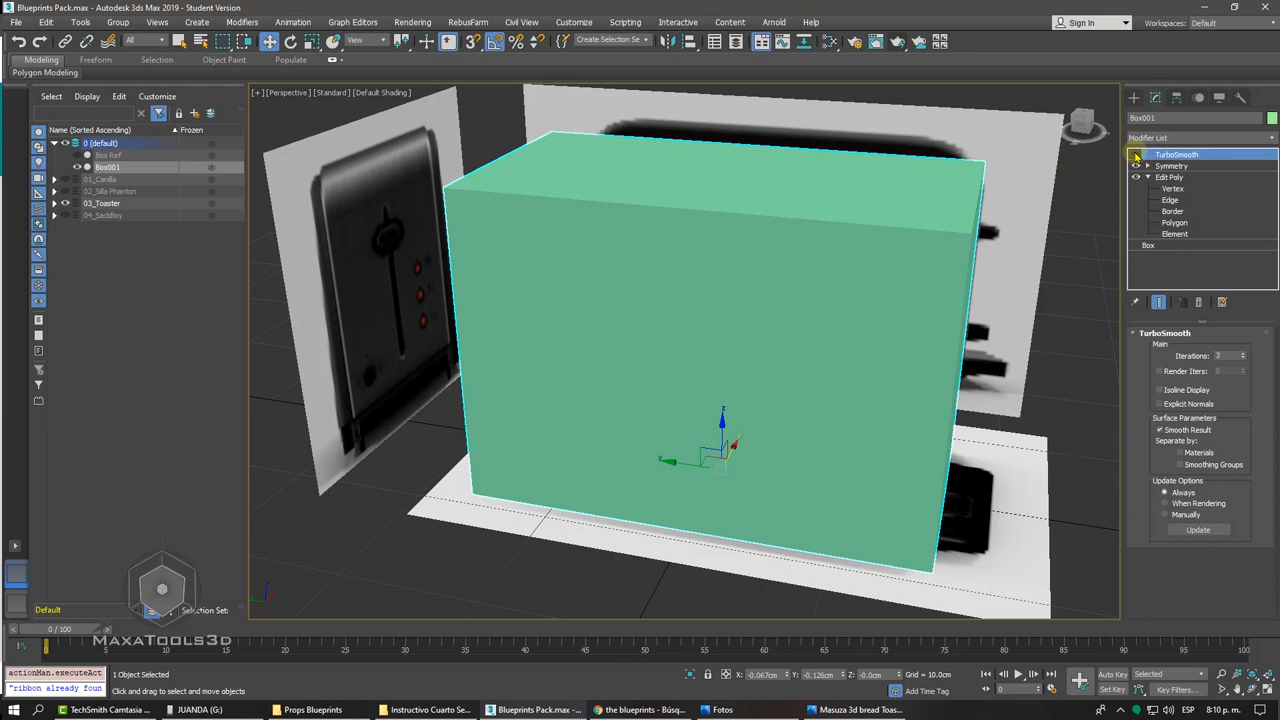 Blueprints Pack.max - Autodesk 3ds Max 2019 - Student Version
File Edit Tools Group Views Create Modifiers Animation Graph Editors Rendering RebusFarm Civil View Customize Scripting Interactive Content Arnold Help
Sign In Workspaces: Default
All View Create Selection Se
Modeling Freeform Selection Object Paint Populate
Polygon Modeling
Select Display Edit Customize
[+] [Perspective] [Standard] [Default Shading]
Name (Sorted Ascending) ▲ Frozen
0 (default)
Box Ref
Box001
01_Canilla
02_Silla Phanton
03_Toaster
04_SackBoy
Box001
Modifier List
TurboSmooth
Symmetry
Edit Poly
Vertex
Edge
Border
Polygon
Element
Box
TurboSmooth
Main
Iterations: 3
Render Iters: 0
Isoline Display
Explicit Normals
Surface Parameters
Smooth Result
Separate by:
Materials
Smoothing Groups
Update Options
Always
When Rendering
Manually
Update
Default Selection Set:
MAXATOOLS3D
0 / 100
0 5 10 15 20 25 30 35 40 45 50 55 60 65 70 75 80 85 90 95 100
actionMan.executeAct
"ribbon already foun
1 Object Selected
Click and drag to select and move objects
X: -0.067cm Y: -0.126cm Z: -0.0cm Grid = 10.0cm
Add Time Tag
0
Auto Key Selected
Set Key Key Filters...
TechSmith Camtasia ... JUANDA (G:) Props Blueprints Instructivo Cuarto Se... Blueprints Pack.max -... the blueprints - Búsq... Fotos Masuza 3d bread Toas... ESP 8:10 p. m.